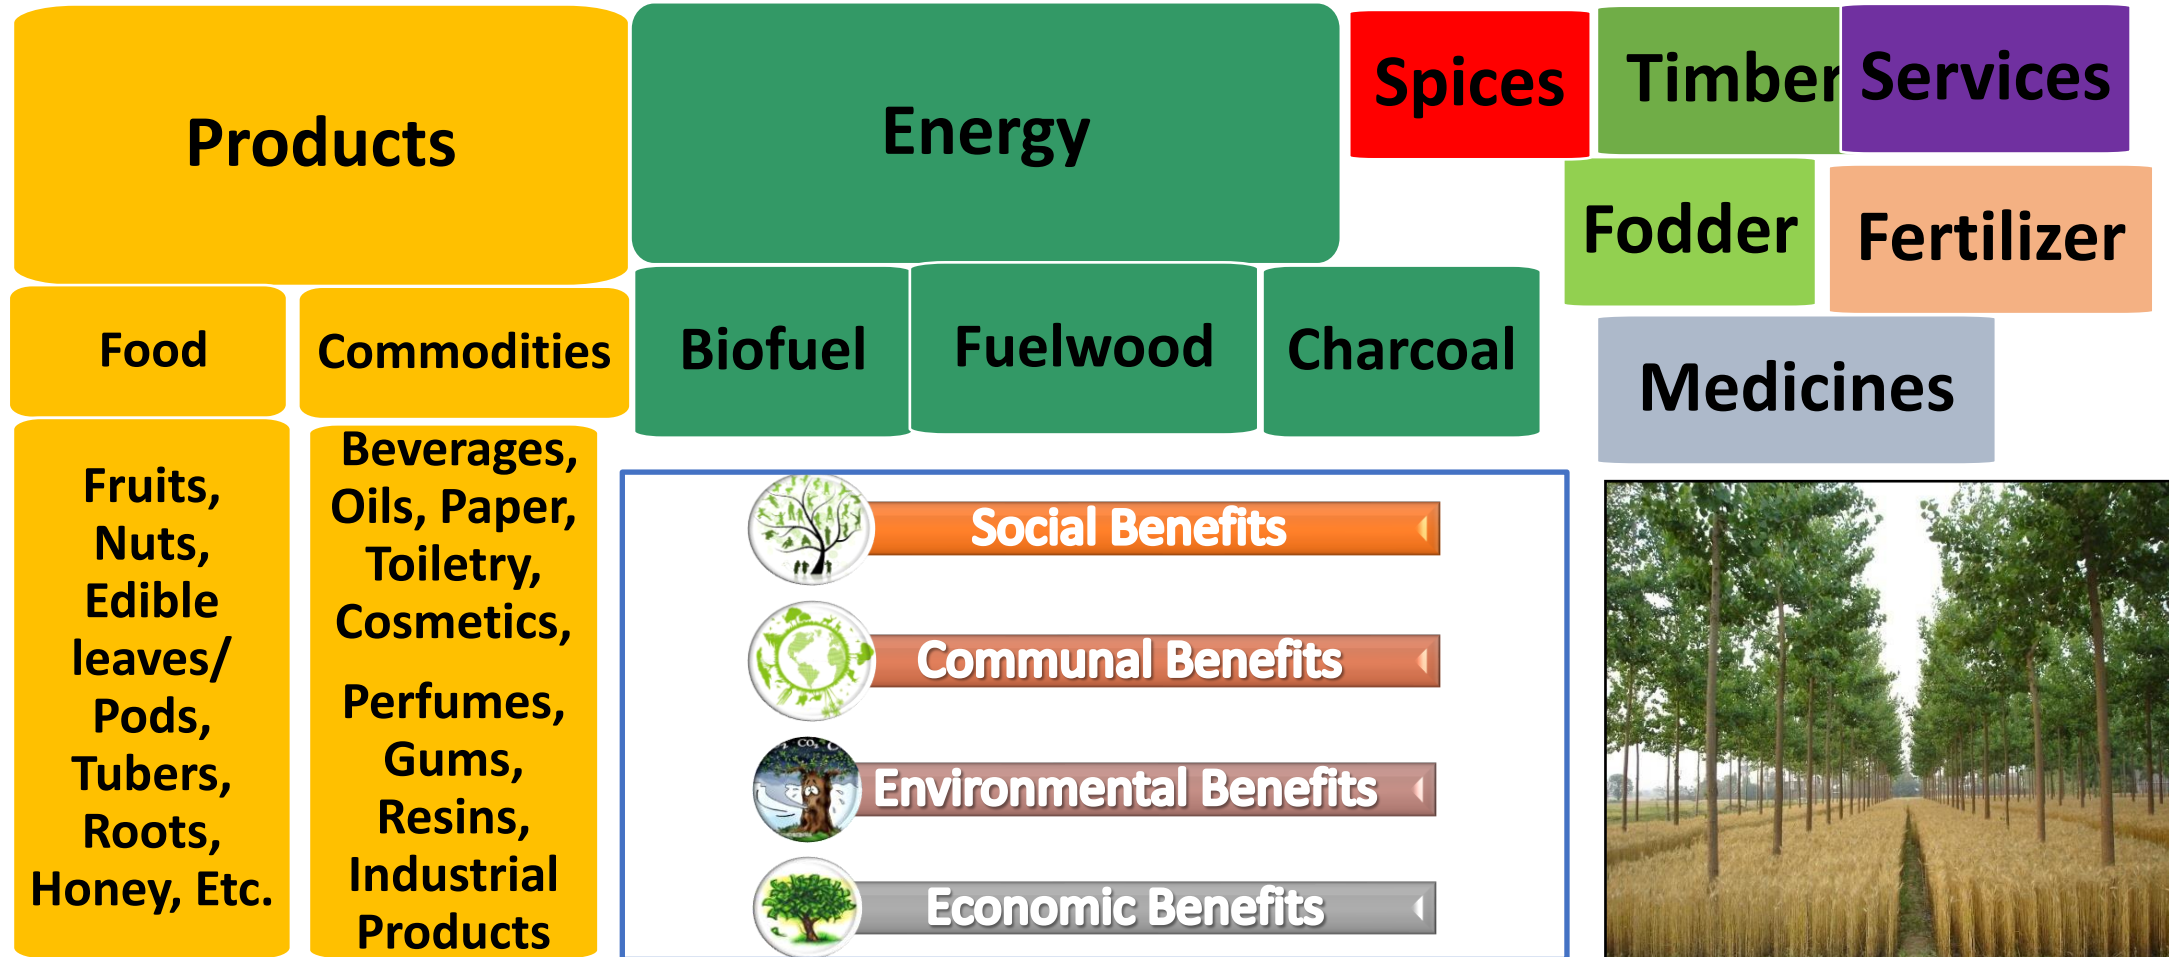 Products
Energy
Spices
Timber
Services
Fodder
Fertilizer
Medicines
Food
Commodities
Biofuel
Fuelwood
Charcoal
Fruits,
Nuts,
Edible
leaves/
Pods,
Tubers,
Roots,
Honey, Etc.
Beverages,
Oils, Paper,
Toiletry,
Cosmetics,
Perfumes,
Gums,
Resins,
Industrial
Products
Social Benefits
Communal Benefits
Environmental Benefits
Economic Benefits